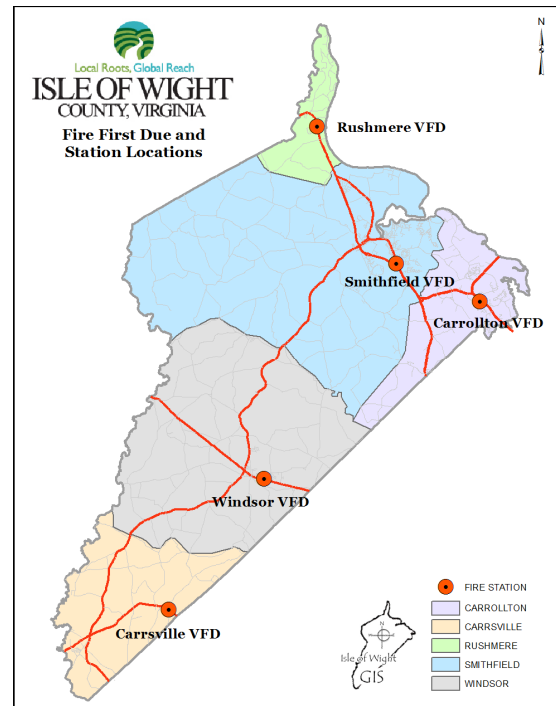 Local Roots, Global Reach
ISLE OF WIGHT
COUNTY, VIRGINIA
Fire First Due and
Station Locations
N
Rushmere VFD
Smithfield VFD
Carrollton VFD
Windsor VFD
Carrsville VFD
FIRE STATION
CARROLLTON
CARRSVILLE
RUSHMERE
SMITHFIELD
WINDSOR
N
Isle of Wight
GIS